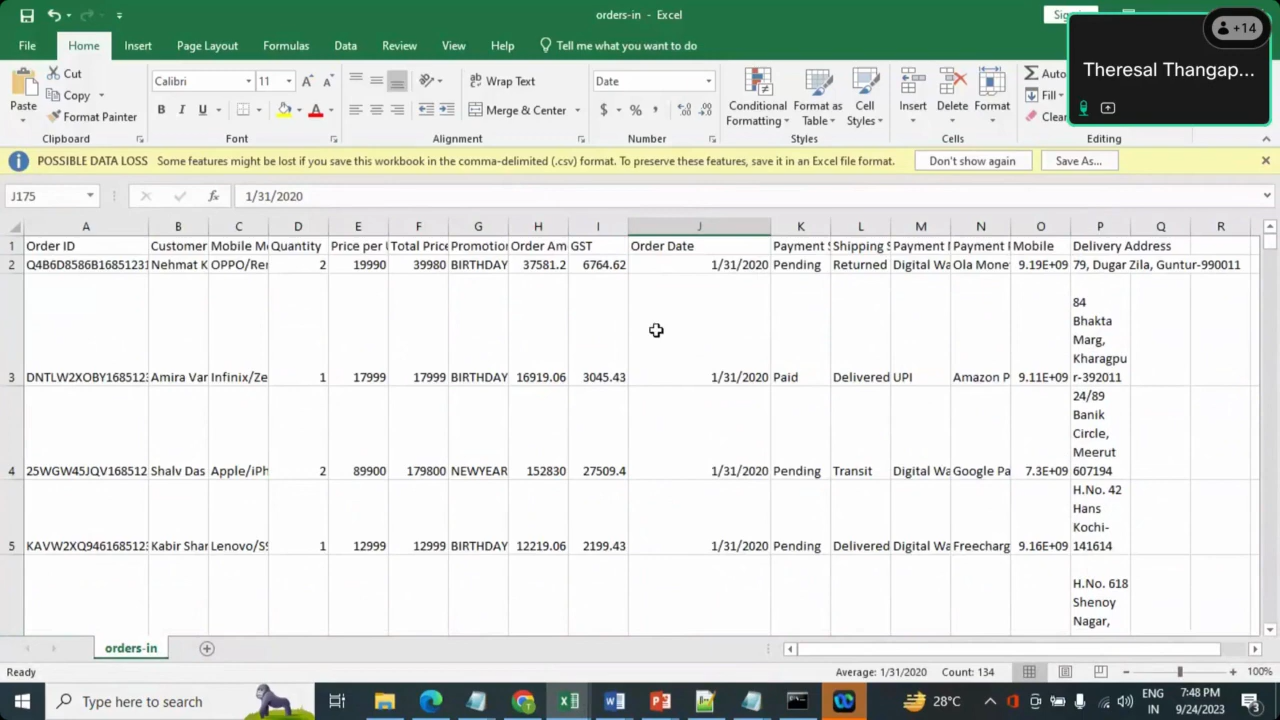 orders-in - Excel
+14
Theresal Thangap...
File Home Insert Page Layout Formulas Data Review View Help Tell me what you want to do
Paste
Cut
Copy
Format Painter
Clipboard
Calibri 11
B I U
Font
Wrap Text
Merge & Center
Alignment
Date
$ % ,
Number
Conditional Formatting
Format as Table
Cell Styles
Styles
Insert
Delete
Format
Cells
Fill
Editing
POSSIBLE DATA LOSS Some features might be lost if you save this workbook in the comma-delimited (.csv) format. To preserve these features, save it in an Excel file format. Don't show again Save As...
J175 fx 1/31/2020
A B C D E F G H I J K L M N O P Q R
1 Order ID Customer Mobile Mo Quantity Price per Total Price Promotion Order Am GST Order Date Payment S Shipping S Payment Payment Mobile Delivery Address
2 Q4B6D8586B1685123 Nehmat K OPPO/Ren 2 19990 39980 BIRTHDAY 37581.2 6764.62 1/31/2020 Pending Returned Digital Wa Ola Mone 9.19E+09 79, Dugar Zila, Guntur-990011
84
Bhakta
Marg,
Kharagpu
3 DNTLW2XOBY168512 Amira Var Infinix/Ze 1 17999 17999 BIRTHDAY 16919.06 3045.43 1/31/2020 Paid Delivered UPI Amazon P 9.11E+09 r-392011
24/89
Banik
Circle,
Meerut
4 25WGW45JQV168512 Shalv Das Apple/iPh 2 89900 179800 NEWYEAR 152830 27509.4 1/31/2020 Pending Transit Digital Wa Google Pa 7.3E+09 607194
H.No. 42
Hans
Kochi-
5 KAVW2XQ946168512 Kabir Shar Lenovo/S 1 12999 12999 BIRTHDAY 12219.06 2199.43 1/31/2020 Pending Delivered Digital Wa Freecharg 9.16E+09 141614
H.No. 618
Shenoy
Nagar,
orders-in
Ready Average: 1/31/2020 Count: 134 100%
Type here to search
28°C
ENG
IN
7:48 PM
9/24/2023
3